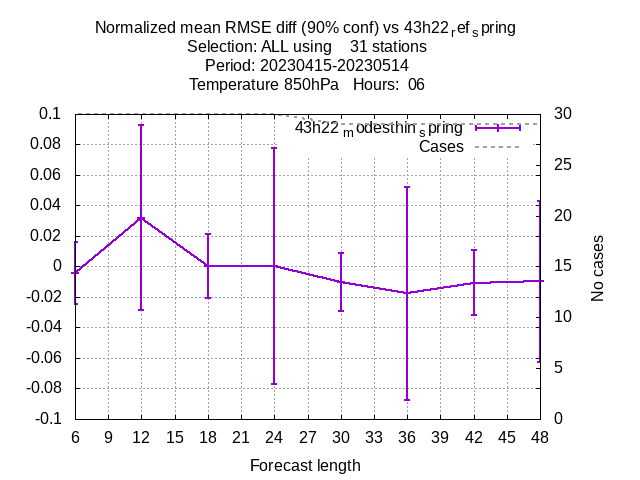 Normalized mean RMSE diff (90% conf) vs 43h22ref spring
Selection: ALL using 31 stations
Period: 20230415-20230514
Temperature 850hPa Hours: 06
0.1
0.08
0.06
0.04
0.02
0
-0.02
-0.04
-0.06
-0.08
-0.1
43h22modesthinspring
Cases
30
25
20
15
10
5
0
No cases
6 9 12 15 18 21 24 27 30 33 36 39 42 45 48
Forecast length